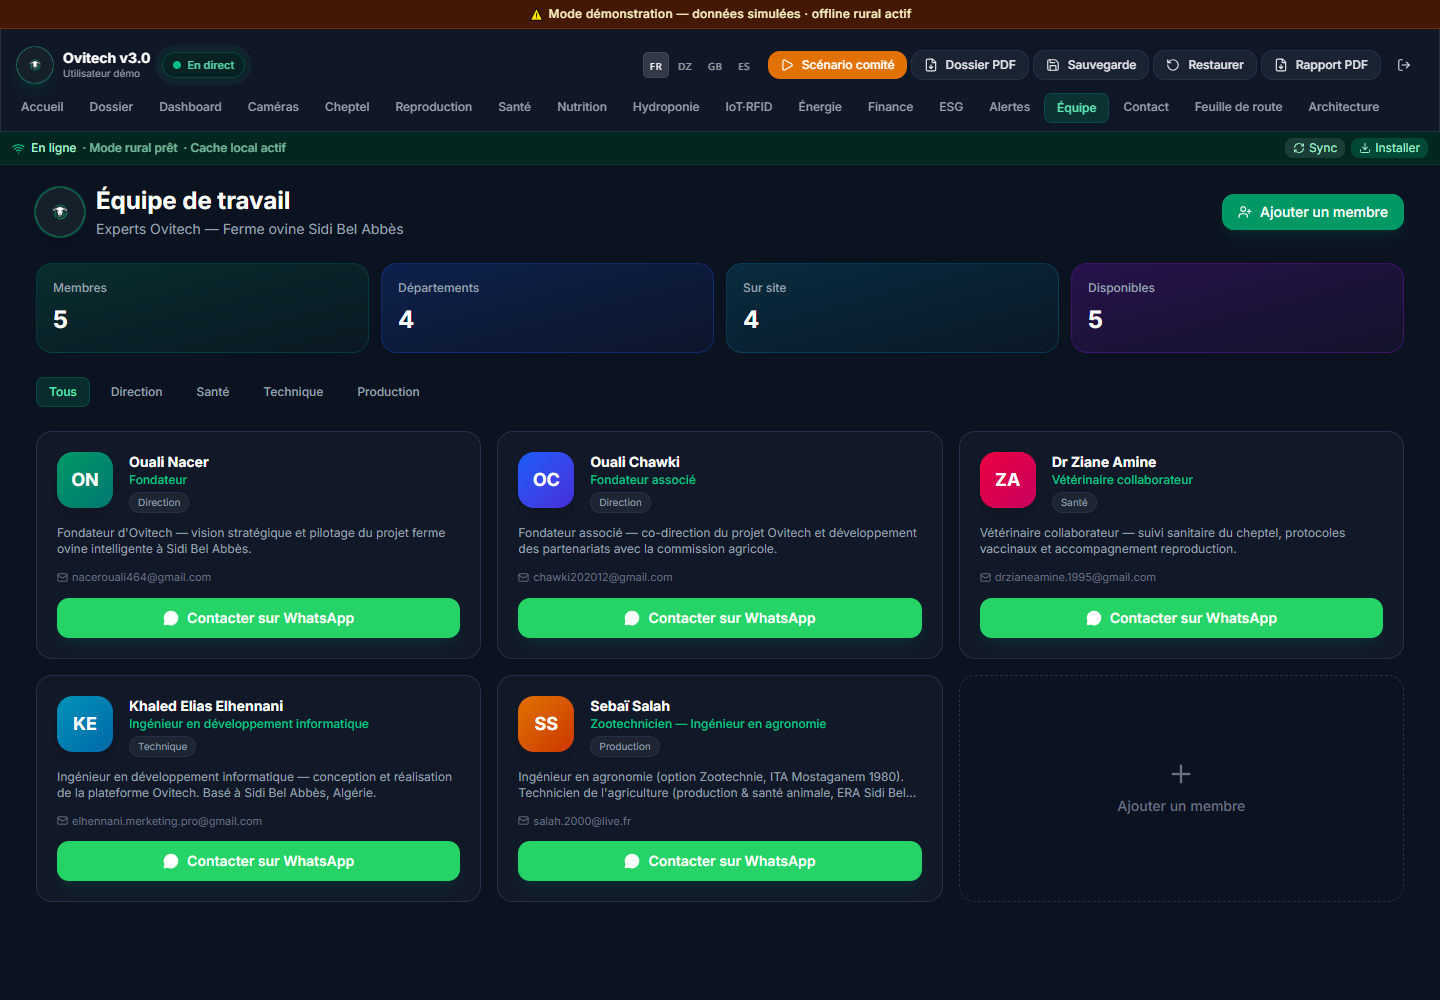 ⚠️ Mode démonstration — données simulées · offline rural actif
Ovitech v3.0
Utilisateur démo
En direct
FR DZ GB ES
Scénario comité
Dossier PDF
Sauvegarde
Restaurer
Rapport PDF
Accueil Dossier Dashboard Caméras Cheptel Reproduction Santé Nutrition Hydroponie IoT·RFID Énergie Finance ESG Alertes Équipe Contact Feuille de route Architecture
En ligne · Mode rural prêt · Cache local actif
Sync
Installer
Équipe de travail
Experts Ovitech — Ferme ovine Sidi Bel Abbès
Ajouter un membre
Membres
5
Départements
4
Sur site
4
Disponibles
5
Tous Direction Santé Technique Production
ON
Ouali Nacer
Fondateur
Direction
Fondateur d'Ovitech — vision stratégique et pilotage du projet ferme
ovine intelligente à Sidi Bel Abbès.
nacerouali464@gmail.com
Contacter sur WhatsApp
OC
Ouali Chawki
Fondateur associé
Direction
Fondateur associé — co-direction du projet Ovitech et développement
des partenariats avec la commission agricole.
chawki202012@gmail.com
Contacter sur WhatsApp
ZA
Dr Ziane Amine
Vétérinaire collaborateur
Santé
Vétérinaire collaborateur — suivi sanitaire du cheptel, protocoles
vaccinaux et accompagnement reproduction.
drzianeamine.1995@gmail.com
Contacter sur WhatsApp
KE
Khaled Elias Elhennani
Ingénieur en développement informatique
Technique
Ingénieur en développement informatique — conception et réalisation
de la plateforme Ovitech. Basé à Sidi Bel Abbès, Algérie.
elhennani.merketing.pro@gmail.com
Contacter sur WhatsApp
SS
Sebaï Salah
Zootechnicien — Ingénieur en agronomie
Production
Ingénieur en agronomie (option Zootechnie, ITA Mostaganem 1980).
Technicien de l'agriculture (production & santé animale, ERA Sidi Bel...
salah.2000@live.fr
Contacter sur WhatsApp
Ajouter un membre